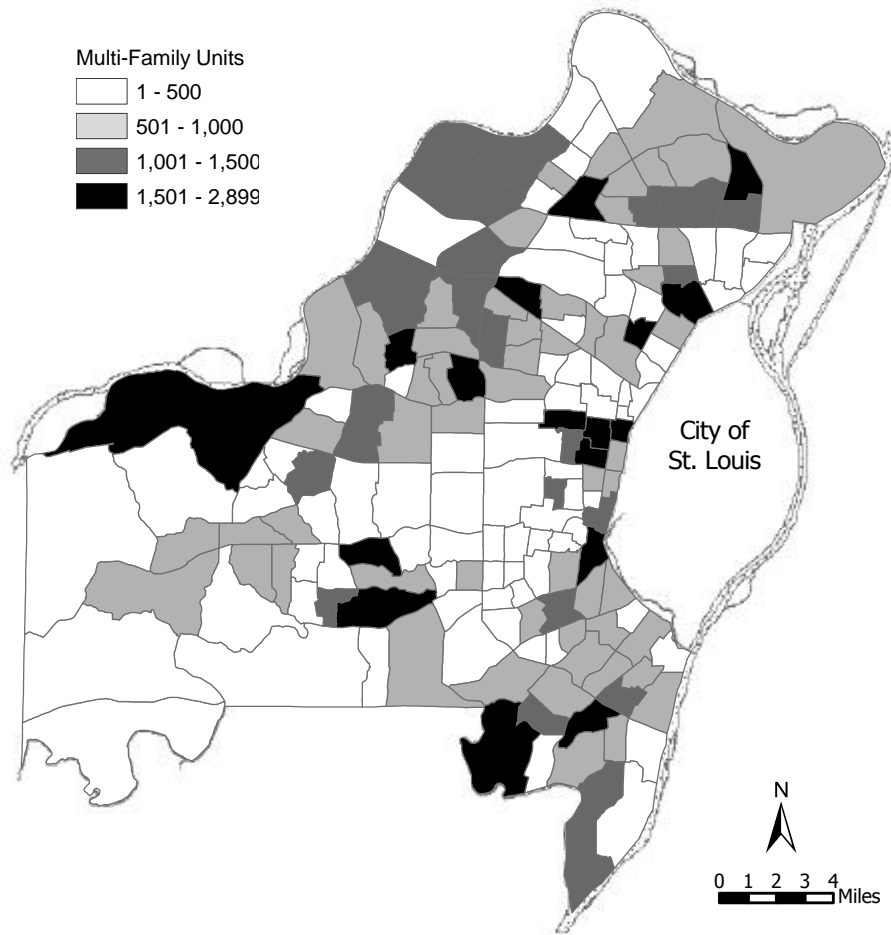 Multi-Family Units
1 - 500
501 - 1,000
1,001 - 1,500
1,501 - 2,899
City of
St. Louis
N
0 1 2 3 4
Miles